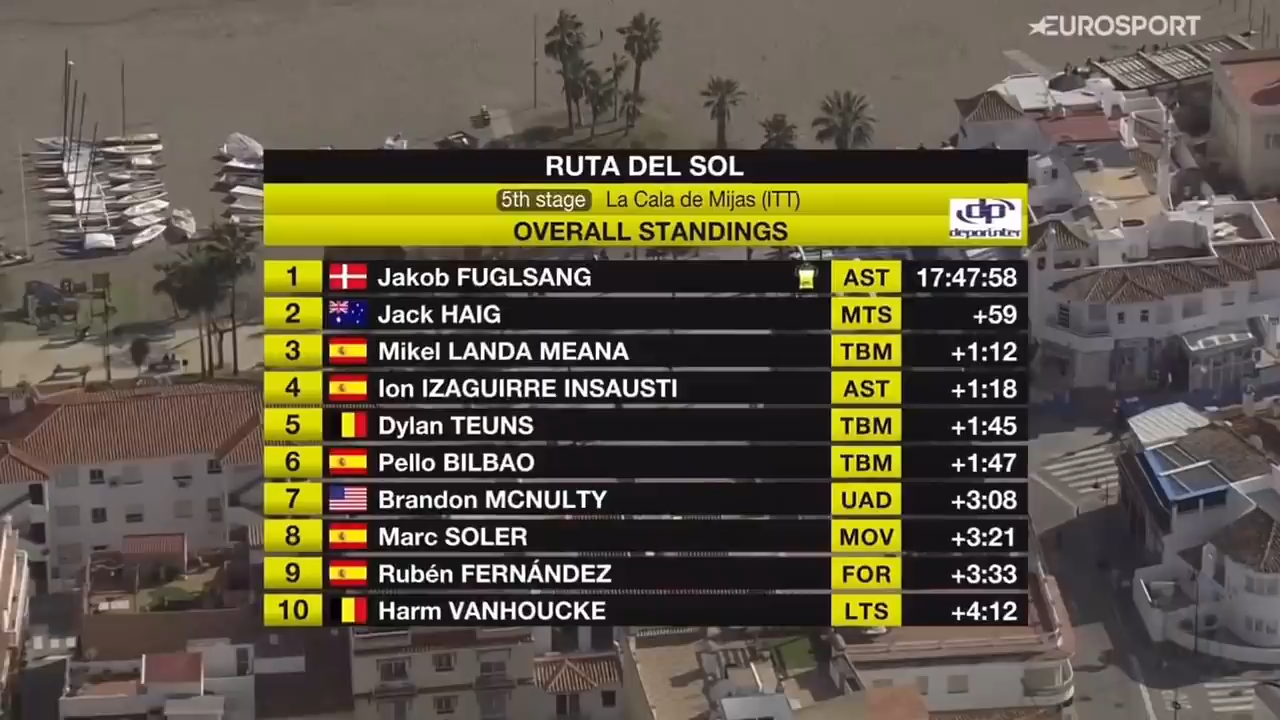 EUROSPORT
RUTA DEL SOL
5th stage La Cala de Mijas (ITT)
OVERALL STANDINGS
dp
deporinter
1 Jakob FUGLSANG AST 17:47:58
2 Jack HAIG MTS +59
3 Mikel LANDA MEANA TBM +1:12
4 Ion IZAGUIRRE INSAUSTI AST +1:18
5 Dylan TEUNS TBM +1:45
6 Pello BILBAO TBM +1:47
7 Brandon MCNULTY UAD +3:08
8 Marc SOLER MOV +3:21
9 Rubén FERNÁNDEZ FOR +3:33
10 Harm VANHOUCKE LTS +4:12